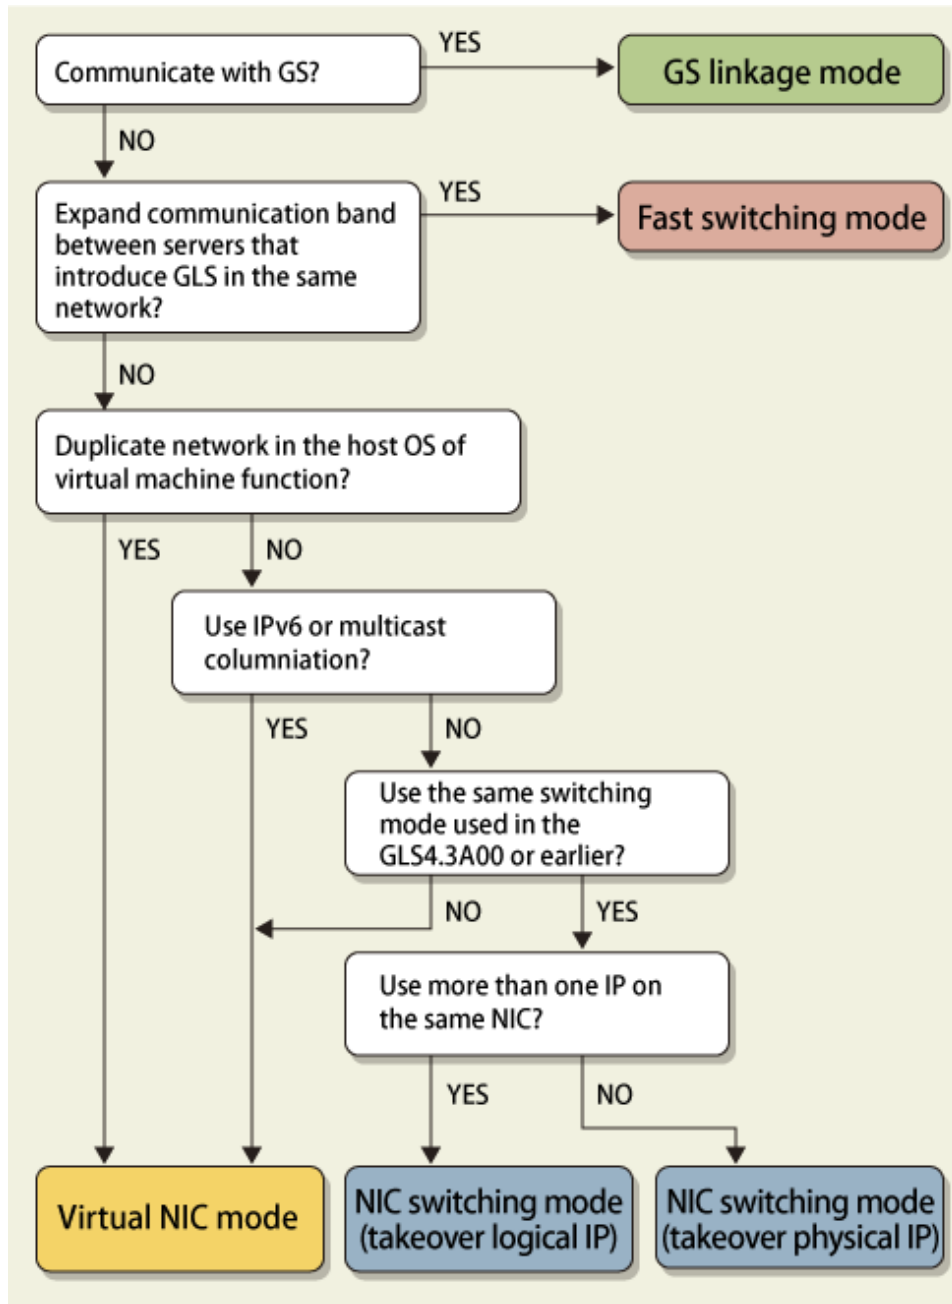 Communicate with GS?
YES
GS linkage mode
NO
Expand communication band
between servers that
introduce GLS in the same
network?
YES
Fast switching mode
NO
Duplicate network in the host OS of
virtual machine function?
YES
NO
Use IPv6 or multicast
columniation?
YES
NO
Use the same switching
mode used in the
GLS4.3A00 or earlier?
NO
YES
Use more than one IP on
the same NIC?
YES
NO
Virtual NIC mode
NIC switching mode
(takeover logical IP)
NIC switching mode
(takeover physical IP)